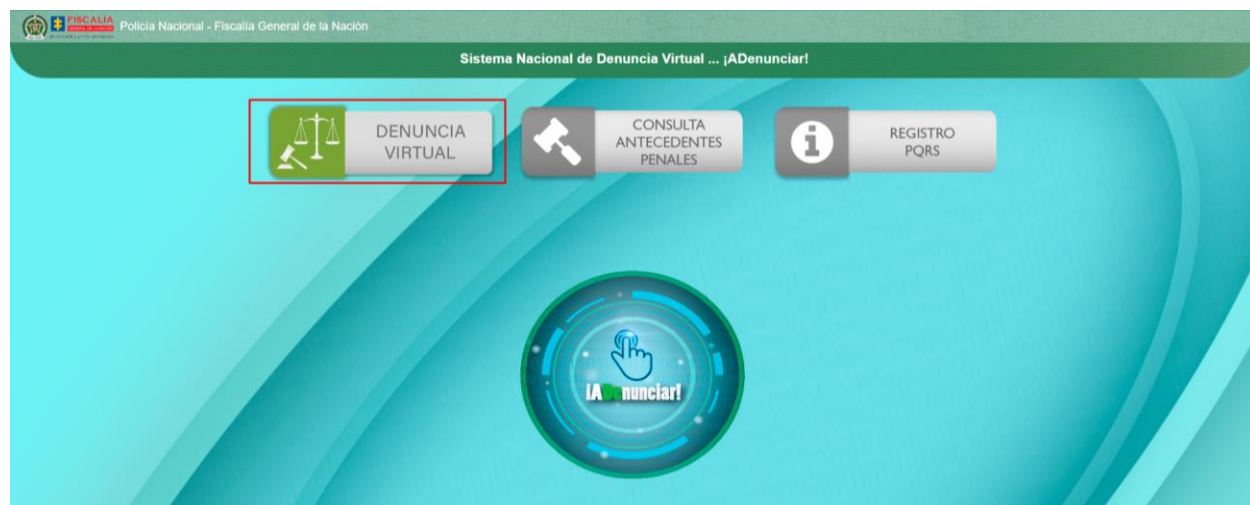 FISCALIA
Policía Nacional - Fiscalía General de la Nación
Sistema Nacional de Denuncia Virtual ... ¡ADenunciar!
DENUNCIA
VIRTUAL
CONSULTA
ANTECEDENTES
PENALES
REGISTRO
PQRS
¡ADenunciar!